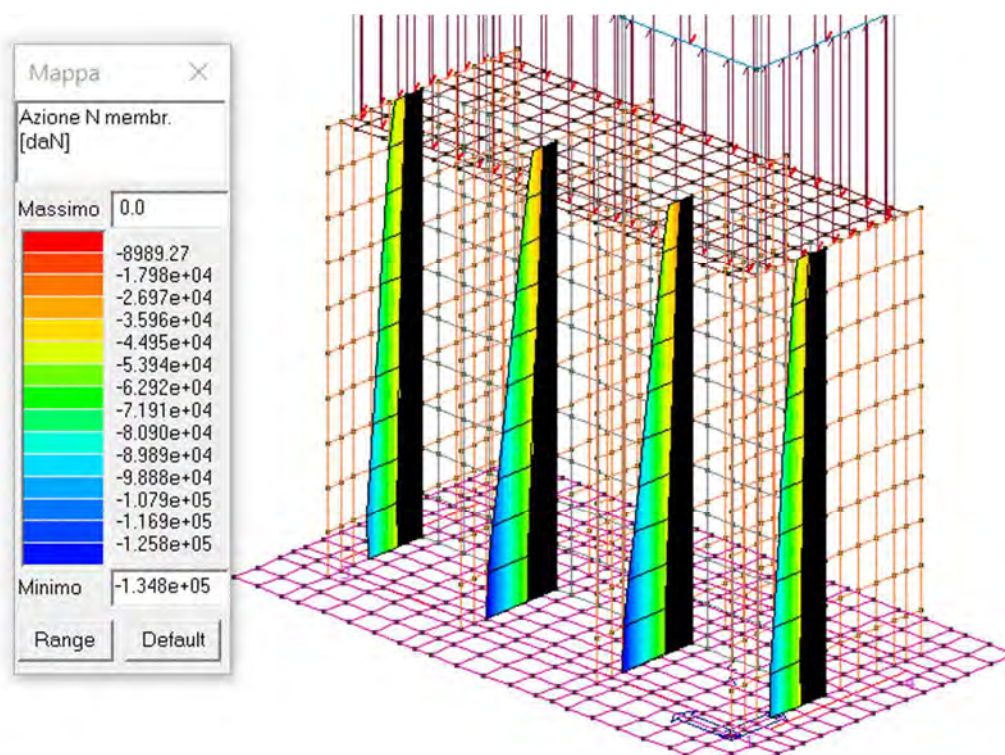 Mappa
Azione N membr.
[daN]
Massimo 0.0
-8989.27
-1.798e+04
-2.697e+04
-3.596e+04
-4.495e+04
-5.394e+04
-6.292e+04
-7.191e+04
-8.090e+04
-8.989e+04
-9.888e+04
-1.079e+05
-1.169e+05
-1.258e+05
Minimo -1.348e+05
Range Default